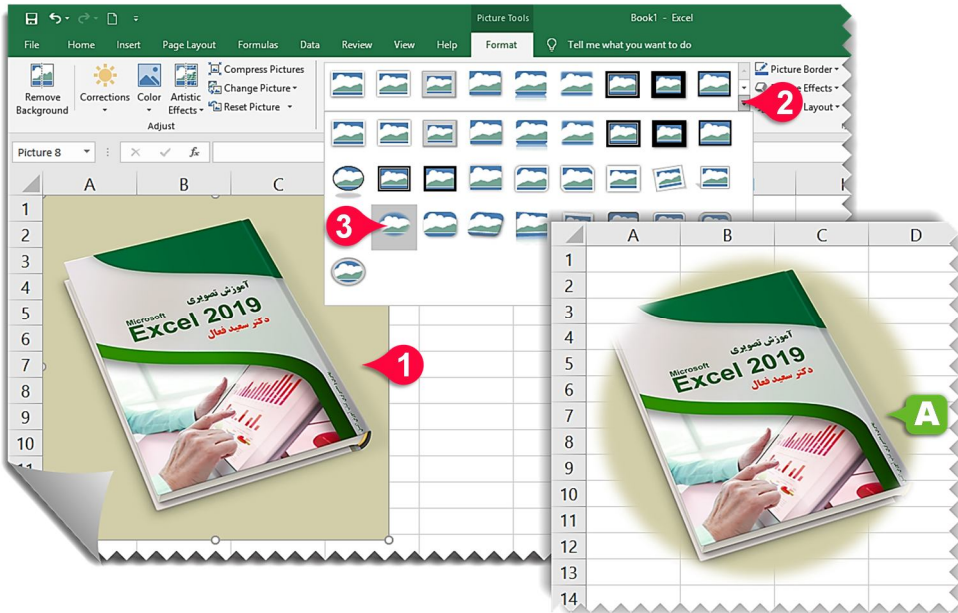 Picture Tools
Book1 - Excel
File Home Insert Page Layout Formulas Data Review View Help Format Tell me what you want to do
Remove Background
Corrections
Color
Artistic Effects
Compress Pictures
Change Picture
Reset Picture
Adjust
Picture Border
Effects
Layout
2
Picture 8
fx
A B C
1
2
3
4
5
6
7
8
9
10
11
3
1
آموزش تصویری
Microsoft
Excel 2019
دکتر سعید فعال
A B C D
1
2
3
4
5
6
7
8
9
10
11
12
13
14
آموزش تصویری
Microsoft
Excel 2019
دکتر سعید فعال
A